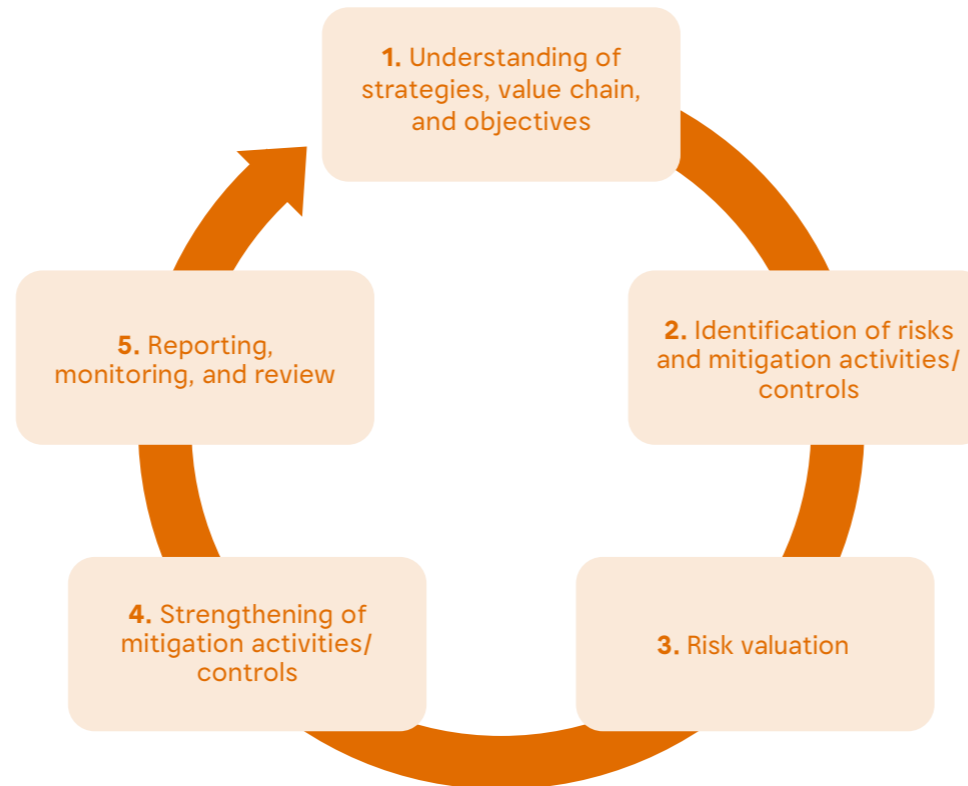 1. Understanding of
strategies, value chain,
and objectives
2. Identification of risks
and mitigation activities/
controls
3. Risk valuation
4. Strengthening of
mitigation activities/
controls
5. Reporting,
monitoring, and review